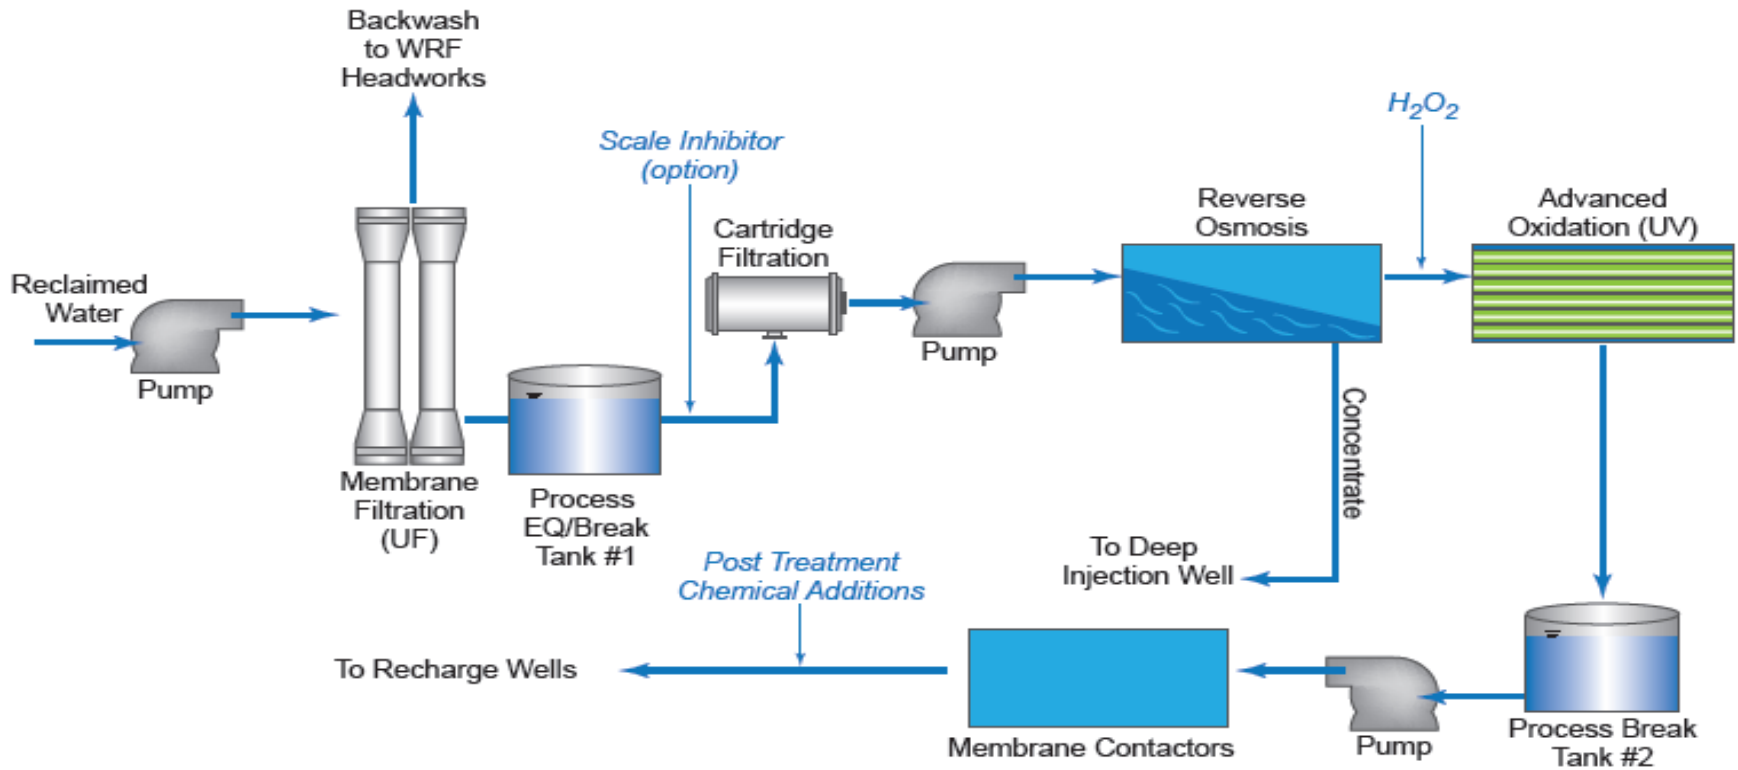 Backwash
to WRF
Headworks
Scale Inhibitor
(option)
H₂O₂
Reverse
Osmosis
Advanced
Oxidation (UV)
Cartridge
Filtration
Reclaimed
Water
Pump
Pump
Concentrate
Membrane
Filtration
(UF)
Process
EQ/Break
Tank #1
To Deep
Injection Well
Post Treatment
Chemical Additions
To Recharge Wells
Membrane Contactors
Pump
Process Break
Tank #2